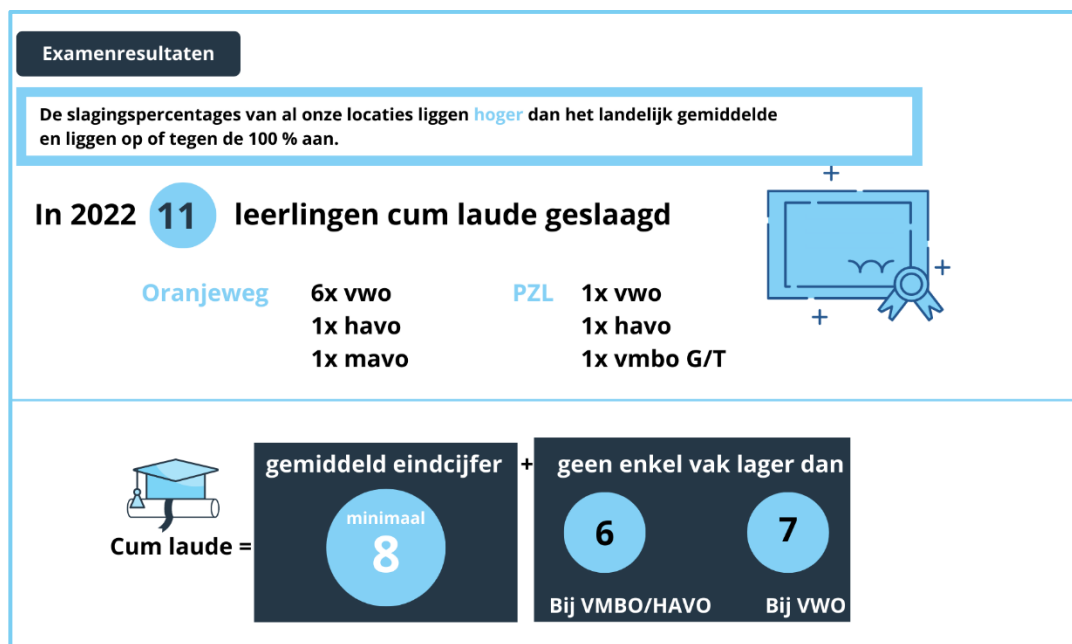 Examenresultaten
De slagingspercentages van al onze locaties liggen hoger dan het landelijk gemiddelde
en liggen op of tegen de 100 % aan.
In 2022 11 leerlingen cum laude geslaagd
Oranjeweg 6x vwo
1x havo
1x mavo
PZL 1x vwo
1x havo
1x vmbo G/T
Cum laude =
gemiddeld eindcijfer
minimaal
8
+
geen enkel vak lager dan
6
Bij VMBO/HAVO
7
Bij VWO